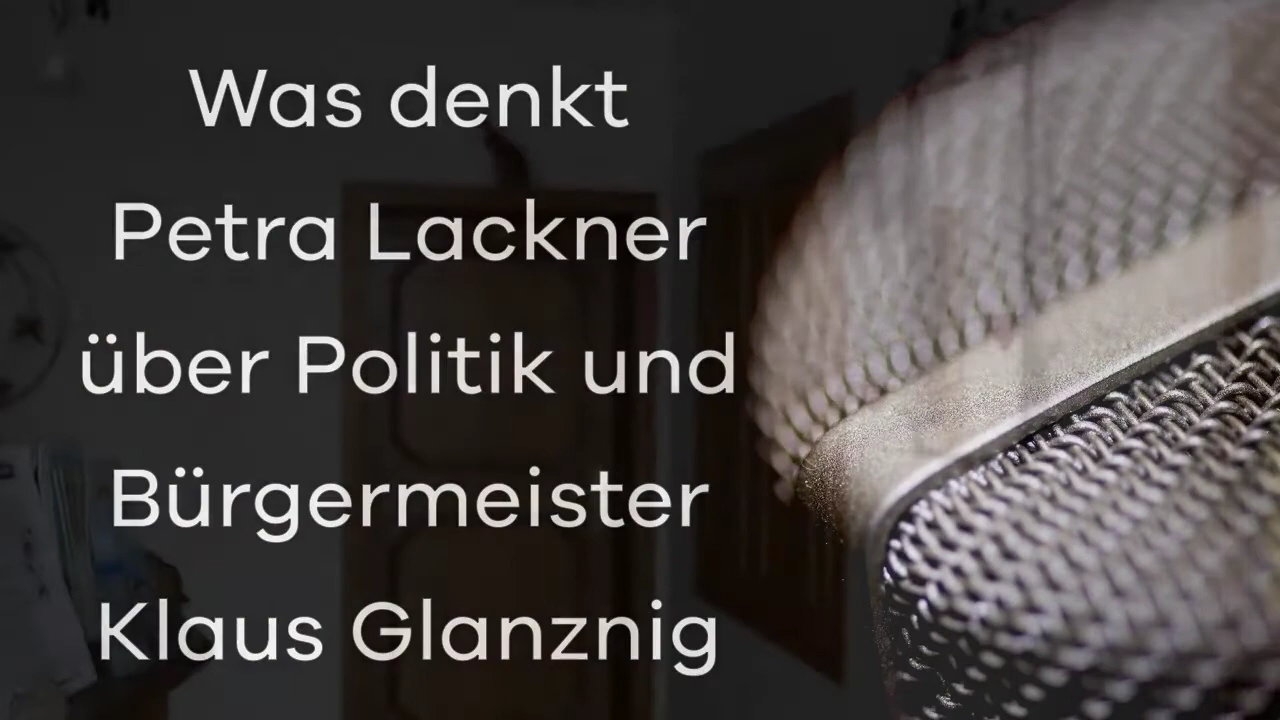 Was denkt
Petra Lackner
über Politik und
Bürgermeister
Klaus Glanznig